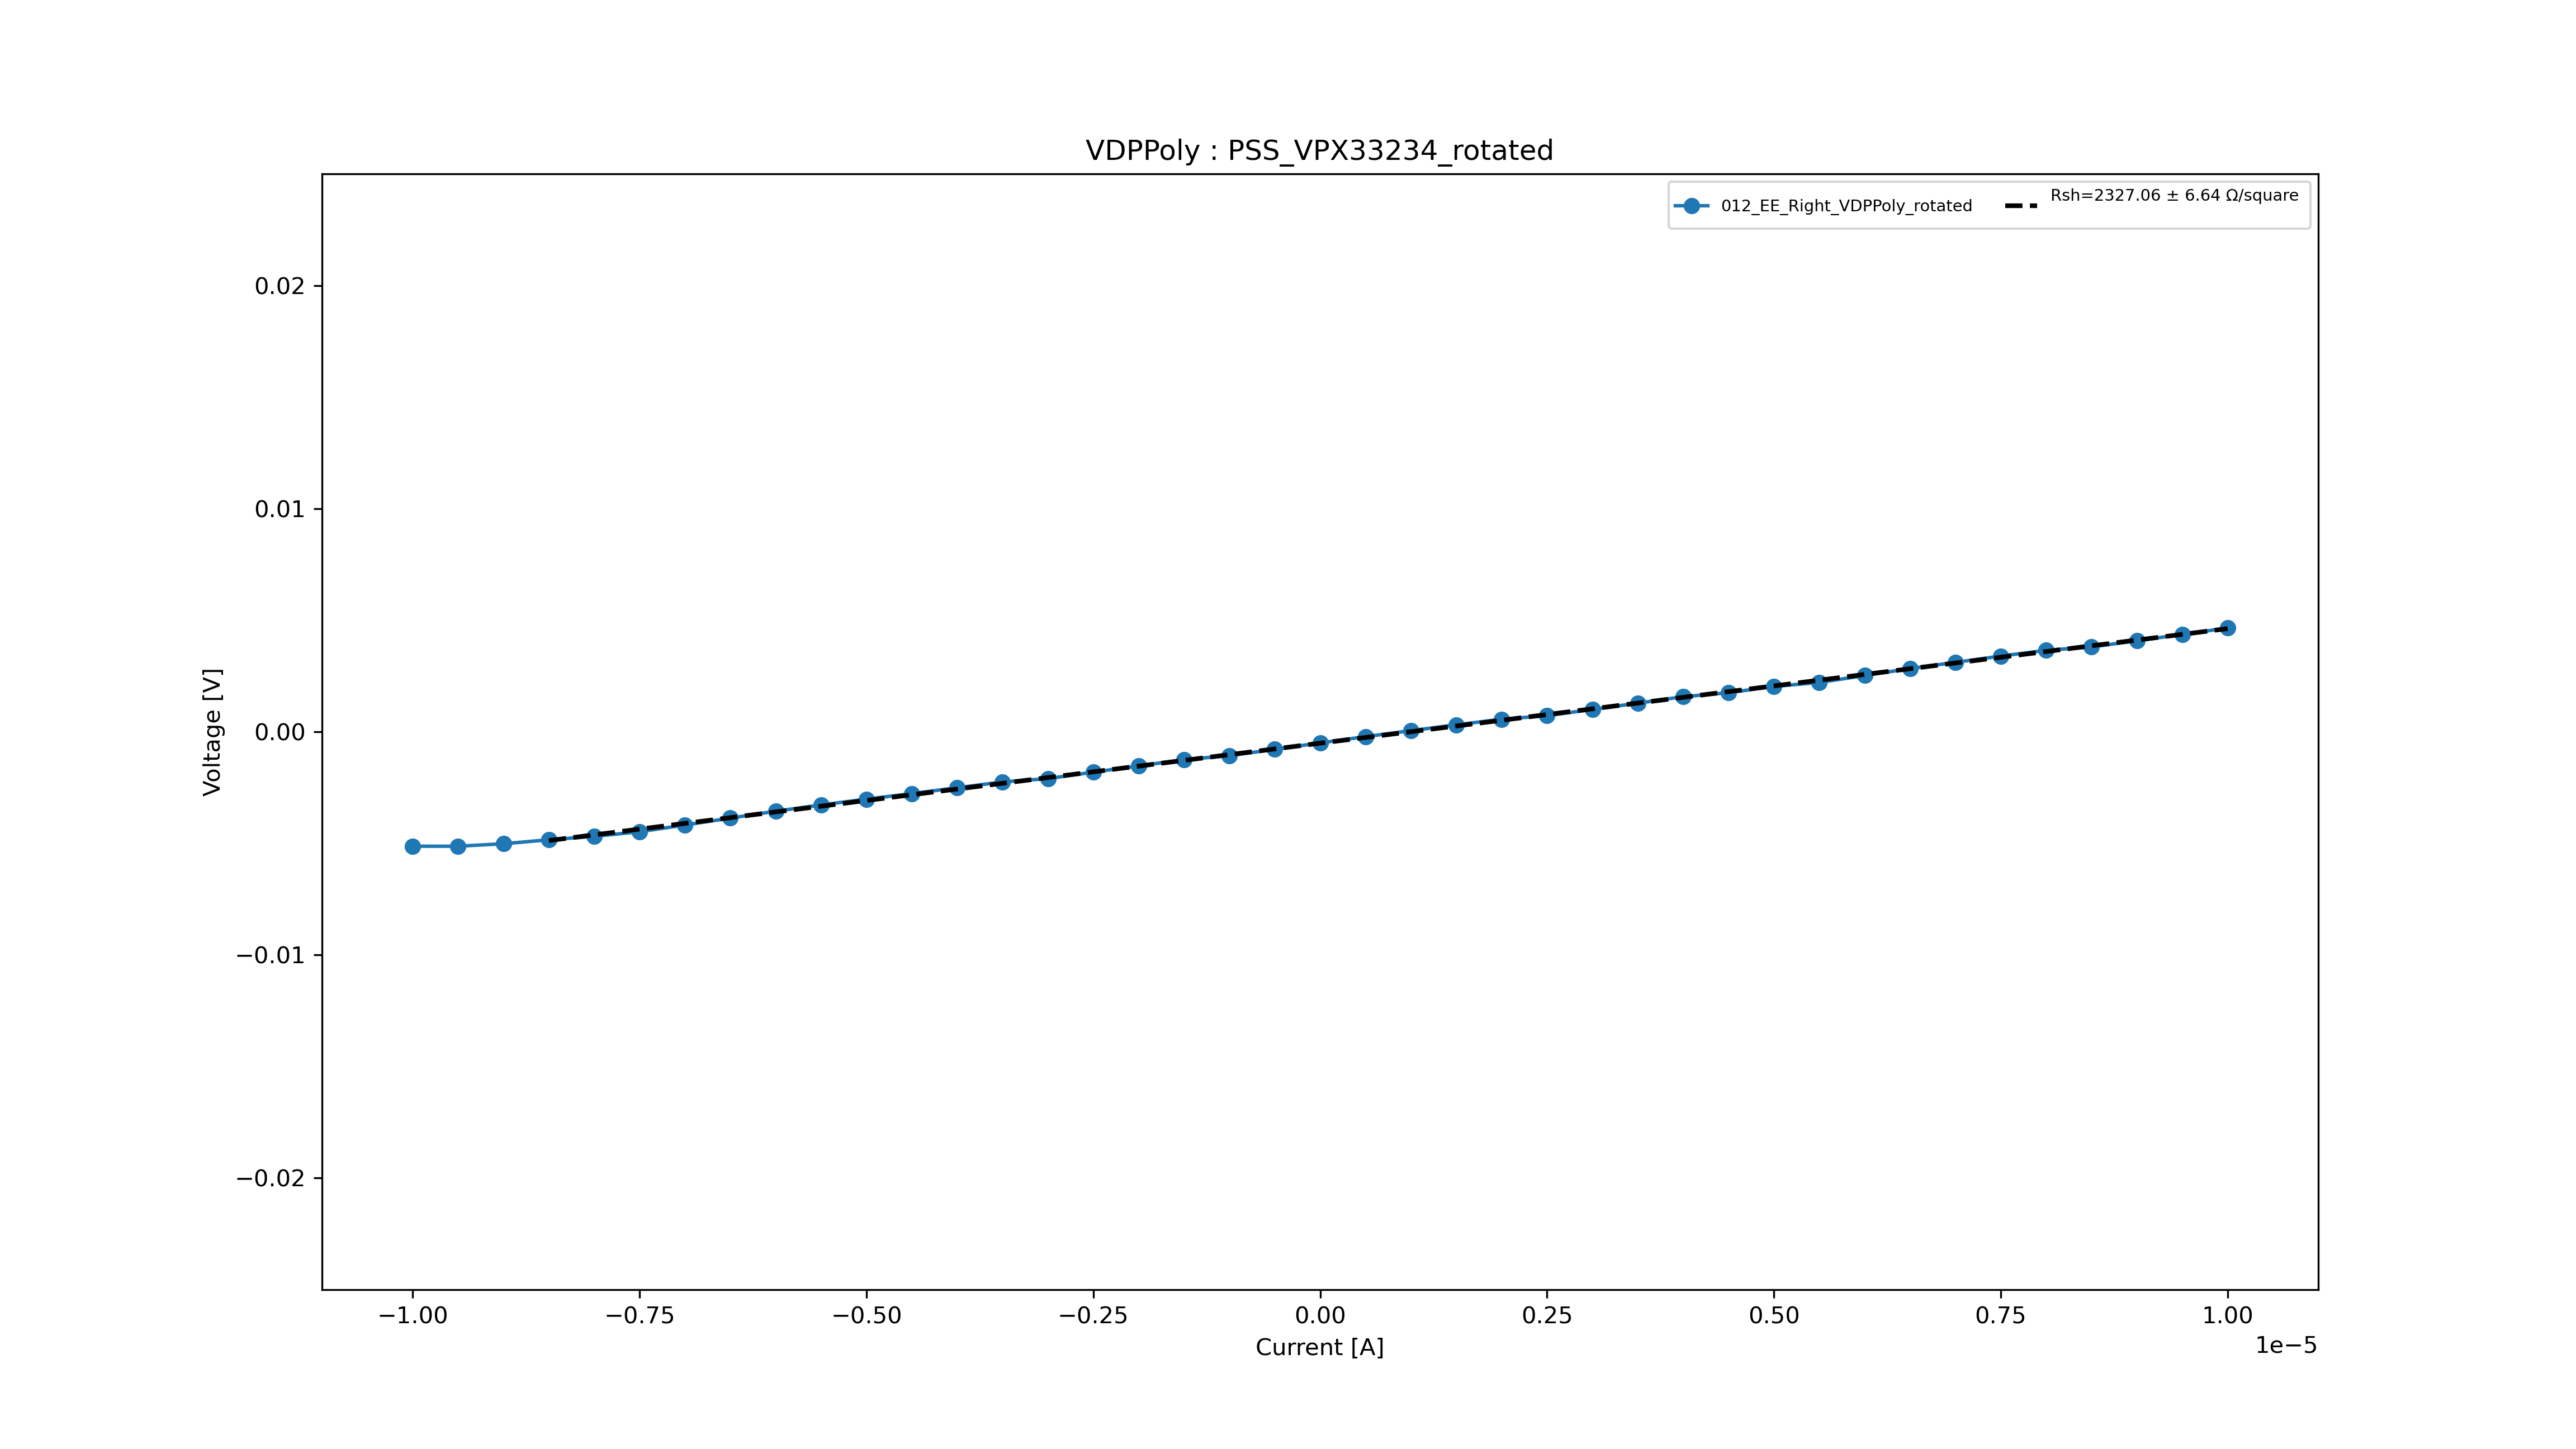 VDPPoly : PSS_VPX33234_rotated
012_EE_Right_VDPPoly_rotated
Rsh=2327.06 ± 6.64 Ω/square
0.02
0.01
0.00
−0.01
−0.02
Voltage [V]
−1.00 −0.75 −0.50 −0.25 0.00 0.25 0.50 0.75 1.00
1e−5
Current [A]